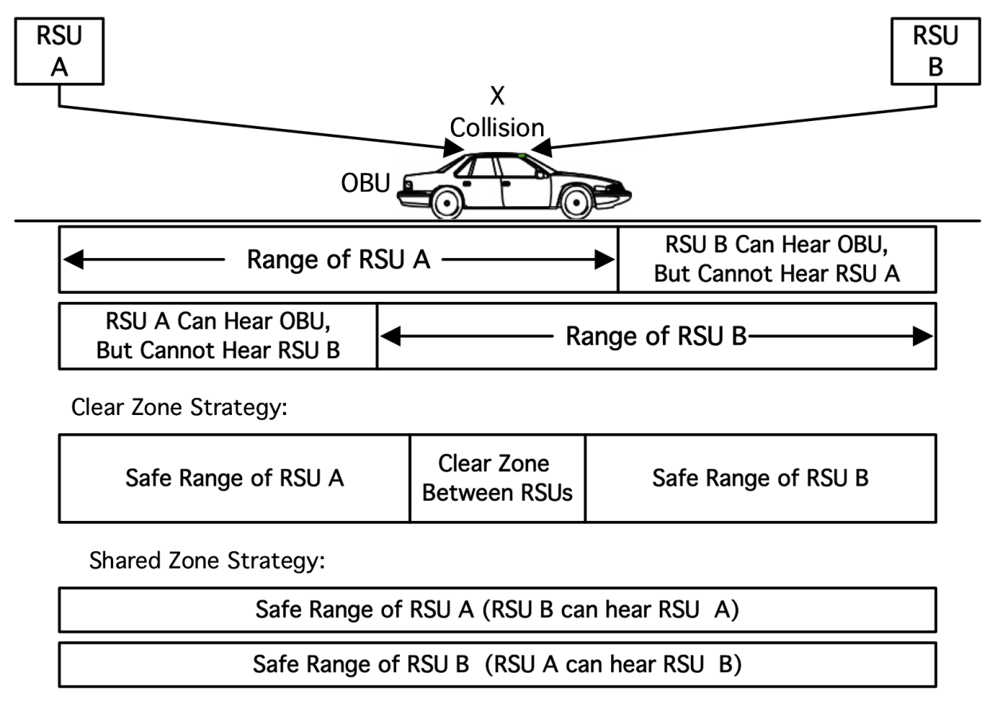 RSU
A
RSU
B
X
Collision
OBU
Range of RSU A
RSU B Can Hear OBU,
But Cannot Hear RSU A
RSU A Can Hear OBU,
But Cannot Hear RSU B
Range of RSU B
Clear Zone Strategy:
Safe Range of RSU A
Clear Zone
Between RSUs
Safe Range of RSU B
Shared Zone Strategy:
Safe Range of RSU A (RSU B can hear RSU  A)
Safe Range of RSU B  (RSU A can hear RSU  B)